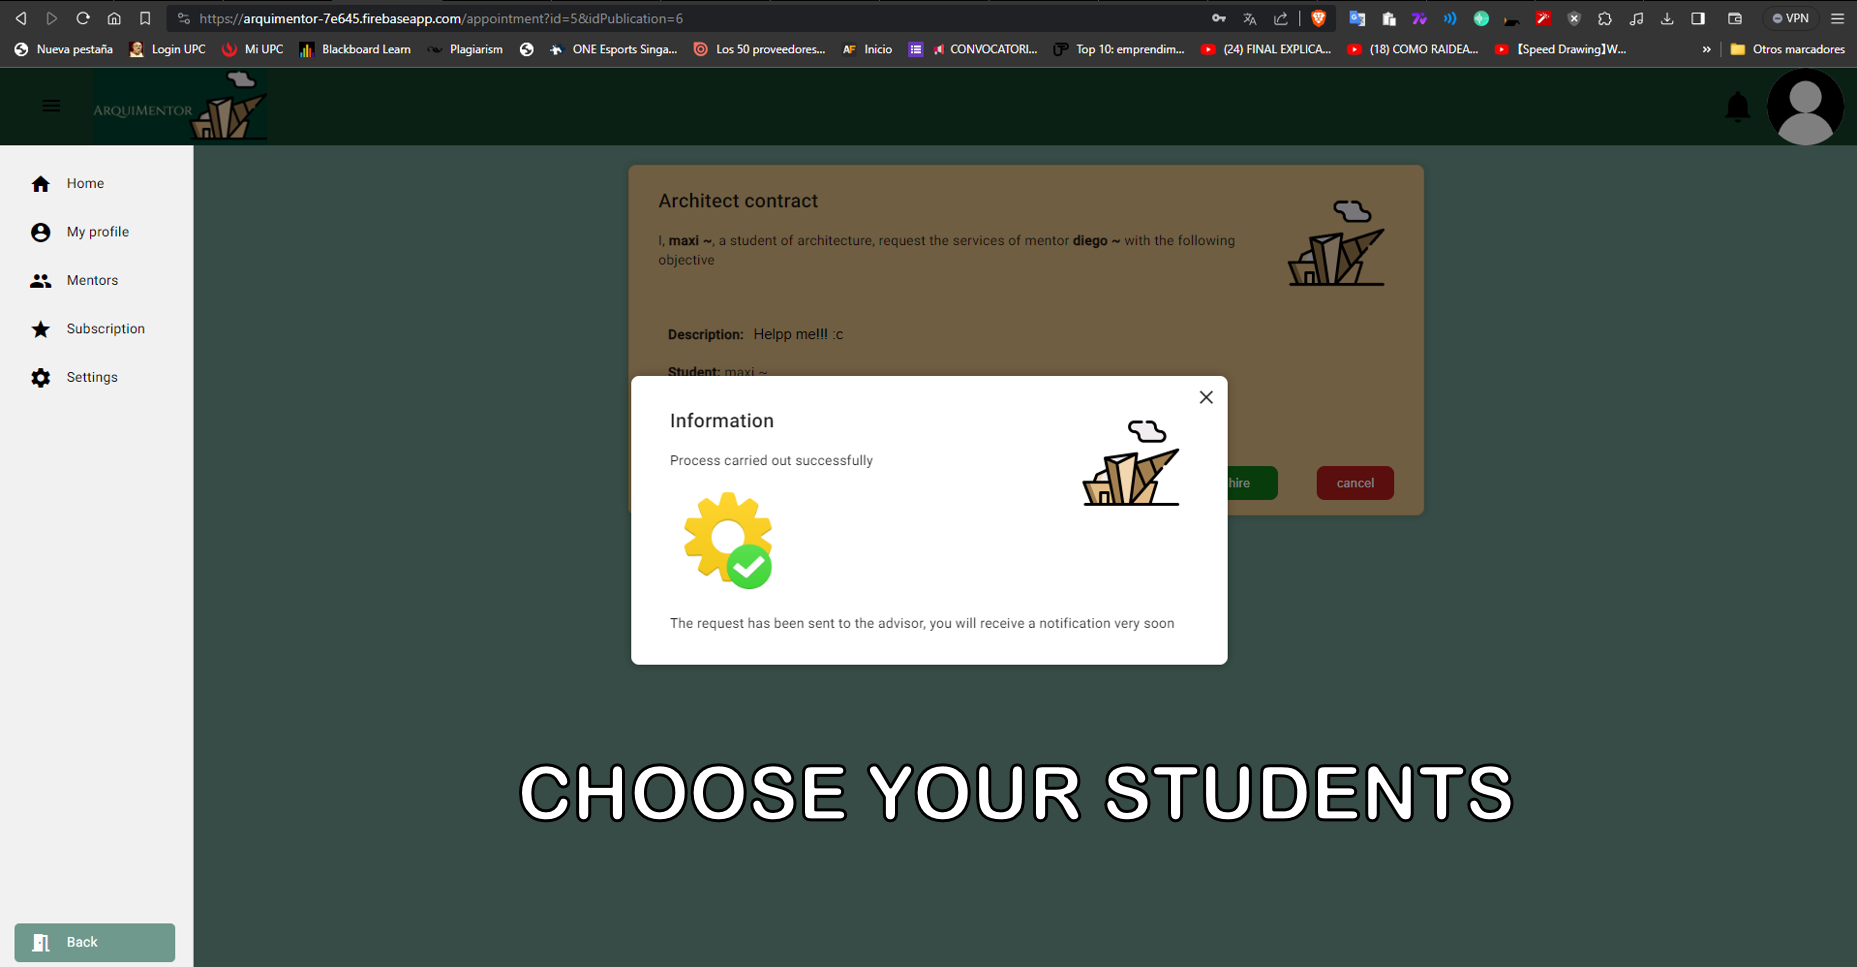 https://arquimentor-7e645.firebaseapp.com/appointment?id=5&idPublication=6
VPN
Nueva pestaña
Login UPC
Mi UPC
Blackboard Learn
Plagiarism
ONE Esports Singa...
Los 50 proveedores...
AF Inicio
CONVOCATORI...
Top 10: emprendim...
(24) FINAL EXPLICA...
(18) COMO RAIDEA...
【Speed Drawing】W...
»
Otros marcadores
ARQUIMENTOR
Home
My profile
Mentors
Subscription
Settings
Back
Architect contract
I, maxi ~, a student of architecture, request the services of mentor diego ~ with the following
objective
Description: Helpp me!!! :c
Student: maxi ~
hire
cancel
Information
Process carried out successfully
The request has been sent to the advisor, you will receive a notification very soon
CHOOSE YOUR STUDENTS